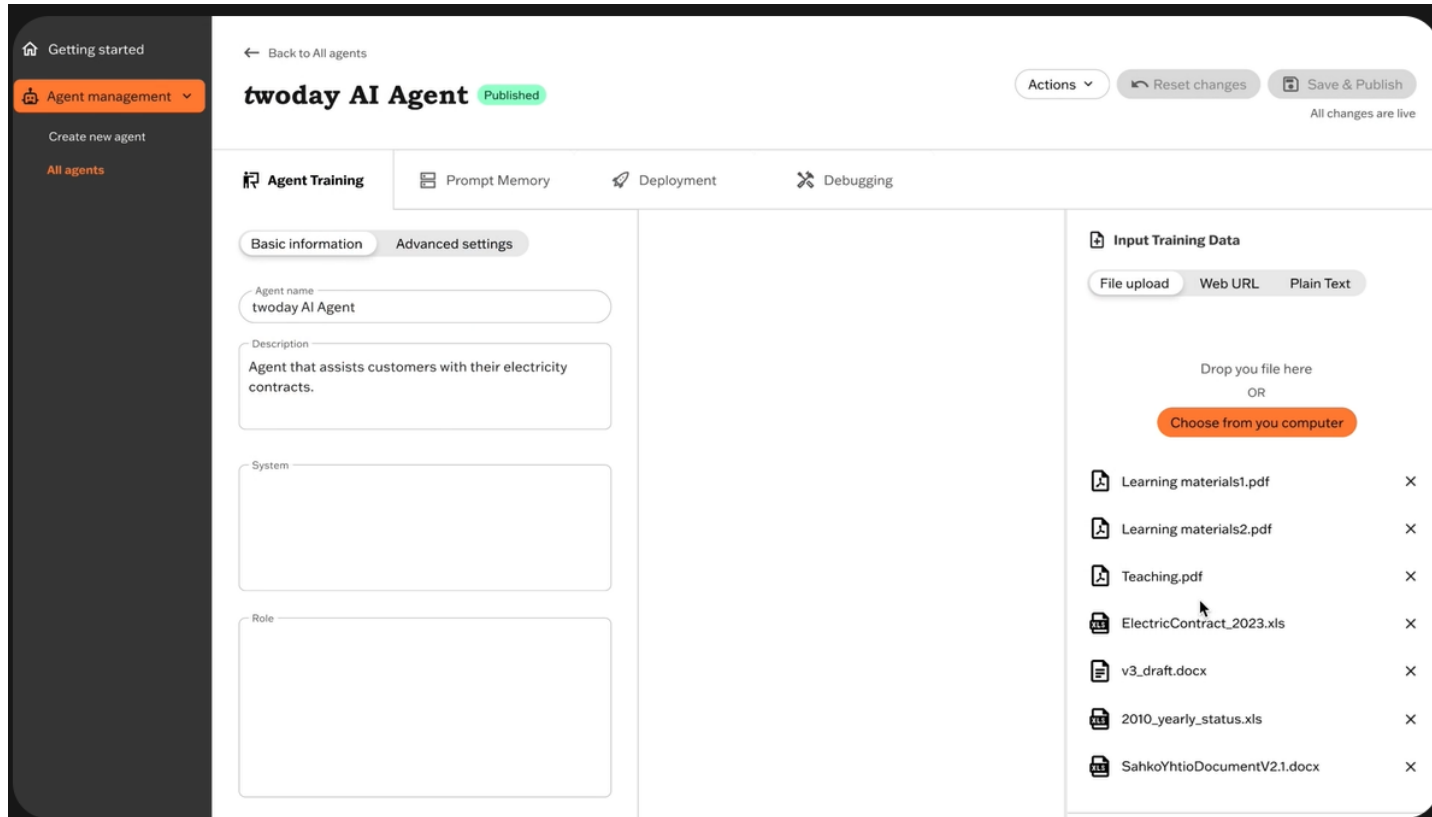 Getting started
Agent management
Create new agent
All agents
Back to All agents
twoday AI Agent
Published
Actions
Reset changes
Save & Publish
All changes are live
Agent Training
Prompt Memory
Deployment
Debugging
Basic information
Advanced settings
Agent name
twoday AI Agent
Description
Agent that assists customers with their electricity
contracts.
System
Role
Input Training Data
File upload
Web URL
Plain Text
Drop you file here
OR
Choose from you computer
Learning materials1.pdf
Learning materials2.pdf
Teaching.pdf
XLS
ElectricContract_2023.xls
v3_draft.docx
XLS
2010_yearly_status.xls
XLS
SahkoYhtioDocumentV2.1.docx